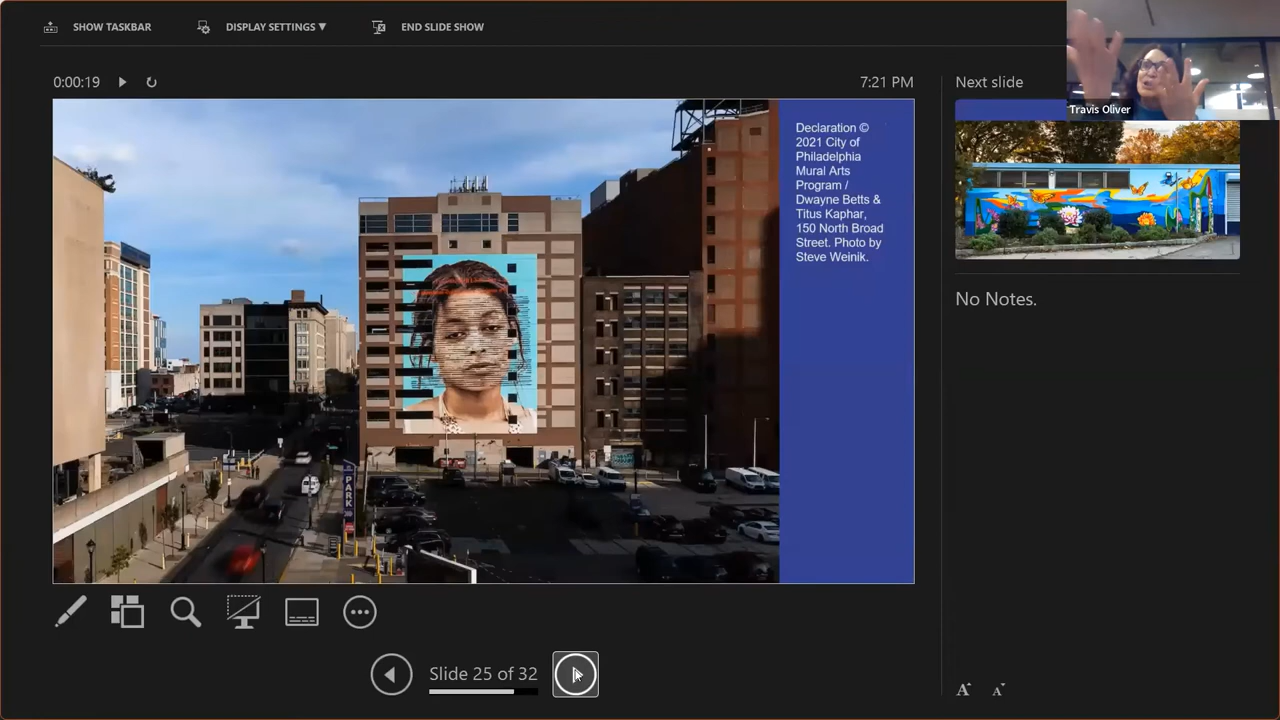 SHOW TASKBAR
DISPLAY SETTINGS ▼
END SLIDE SHOW
0:00:19
7:21 PM
Next slide
Travis Oliver
Declaration ©
2021 City of
Philadelphia
Mural Arts
Program /
Dwayne Betts &
Titus Kaphar,
150 North Broad
Street. Photo by
Steve Weinik.
No Notes.
PARK
Slide 25 of 32
A
A